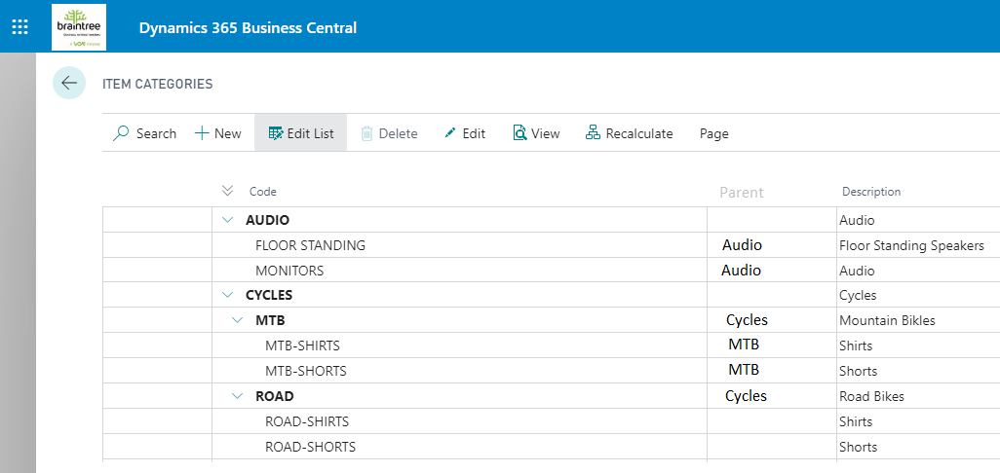 braintree
Dynamics 365 Business Central
ITEM CATEGORIES
Search New Edit List Delete Edit View Recalculate Page
Code Parent Description
AUDIO Audio
FLOOR STANDING Audio Floor Standing Speakers
MONITORS Audio Audio
CYCLES Cycles
MTB Cycles Mountain Bikles
MTB-SHIRTS MTB Shirts
MTB-SHORTS MTB Shorts
ROAD Cycles Road Bikes
ROAD-SHIRTS Shirts
ROAD-SHORTS Shorts